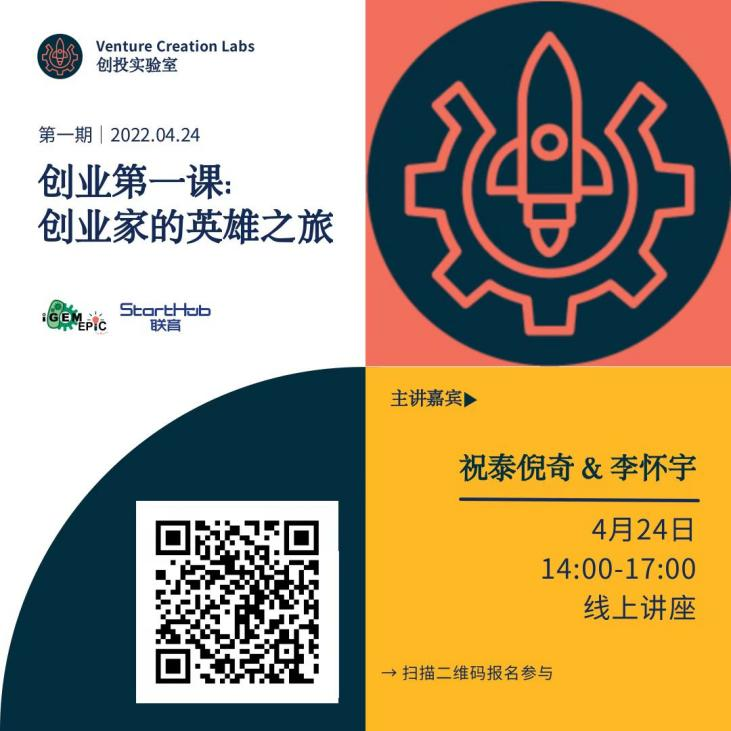 Venture Creation Labs
创投实验室
第一期｜2022.04.24
创业第一课:
创业家的英雄之旅
iGEM
EPiC
StartHub
联育
主讲嘉宾▶
祝泰倪奇 & 李怀宇
4月24日
14:00-17:00
线上讲座
→ 扫描二维码报名参与